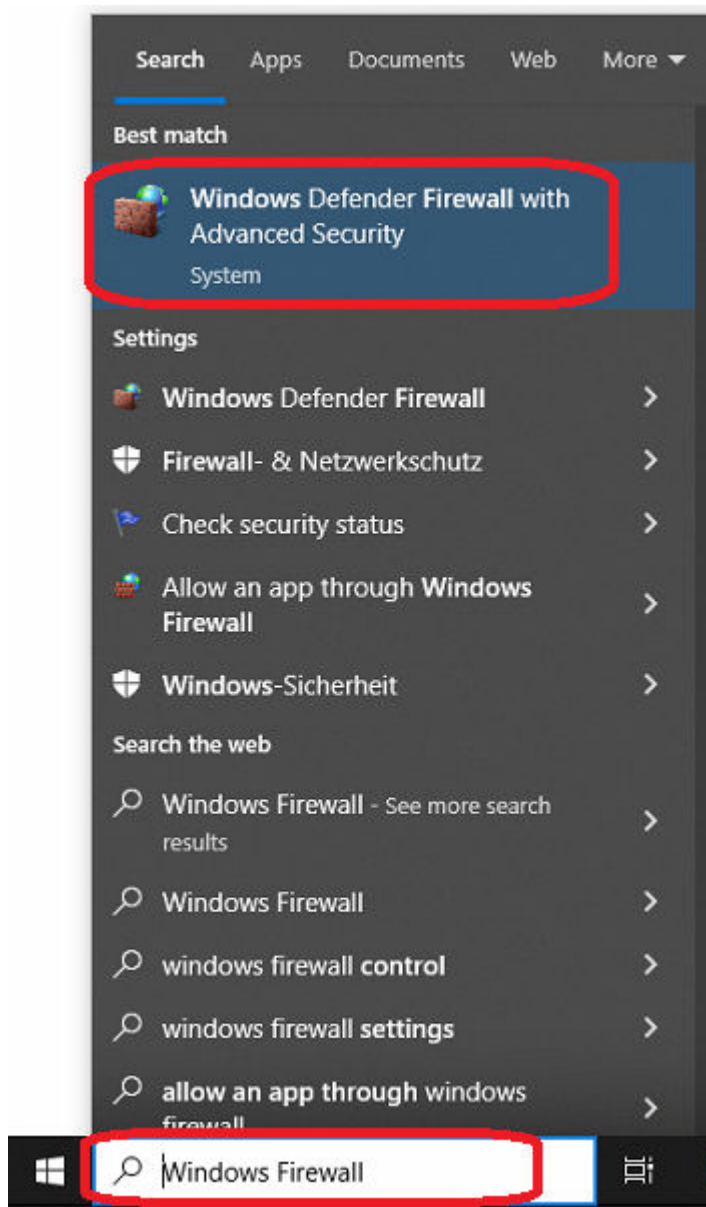 Search Apps Documents Web More
Best match
Windows Defender Firewall with
Advanced Security
System
Settings
Windows Defender Firewall
Firewall- & Netzwerkschutz
Check security status
Allow an app through Windows
Firewall
Windows-Sicherheit
Search the web
Windows Firewall - See more search
results
Windows Firewall
windows firewall control
windows firewall settings
allow an app through windows
firewall
Windows Firewall